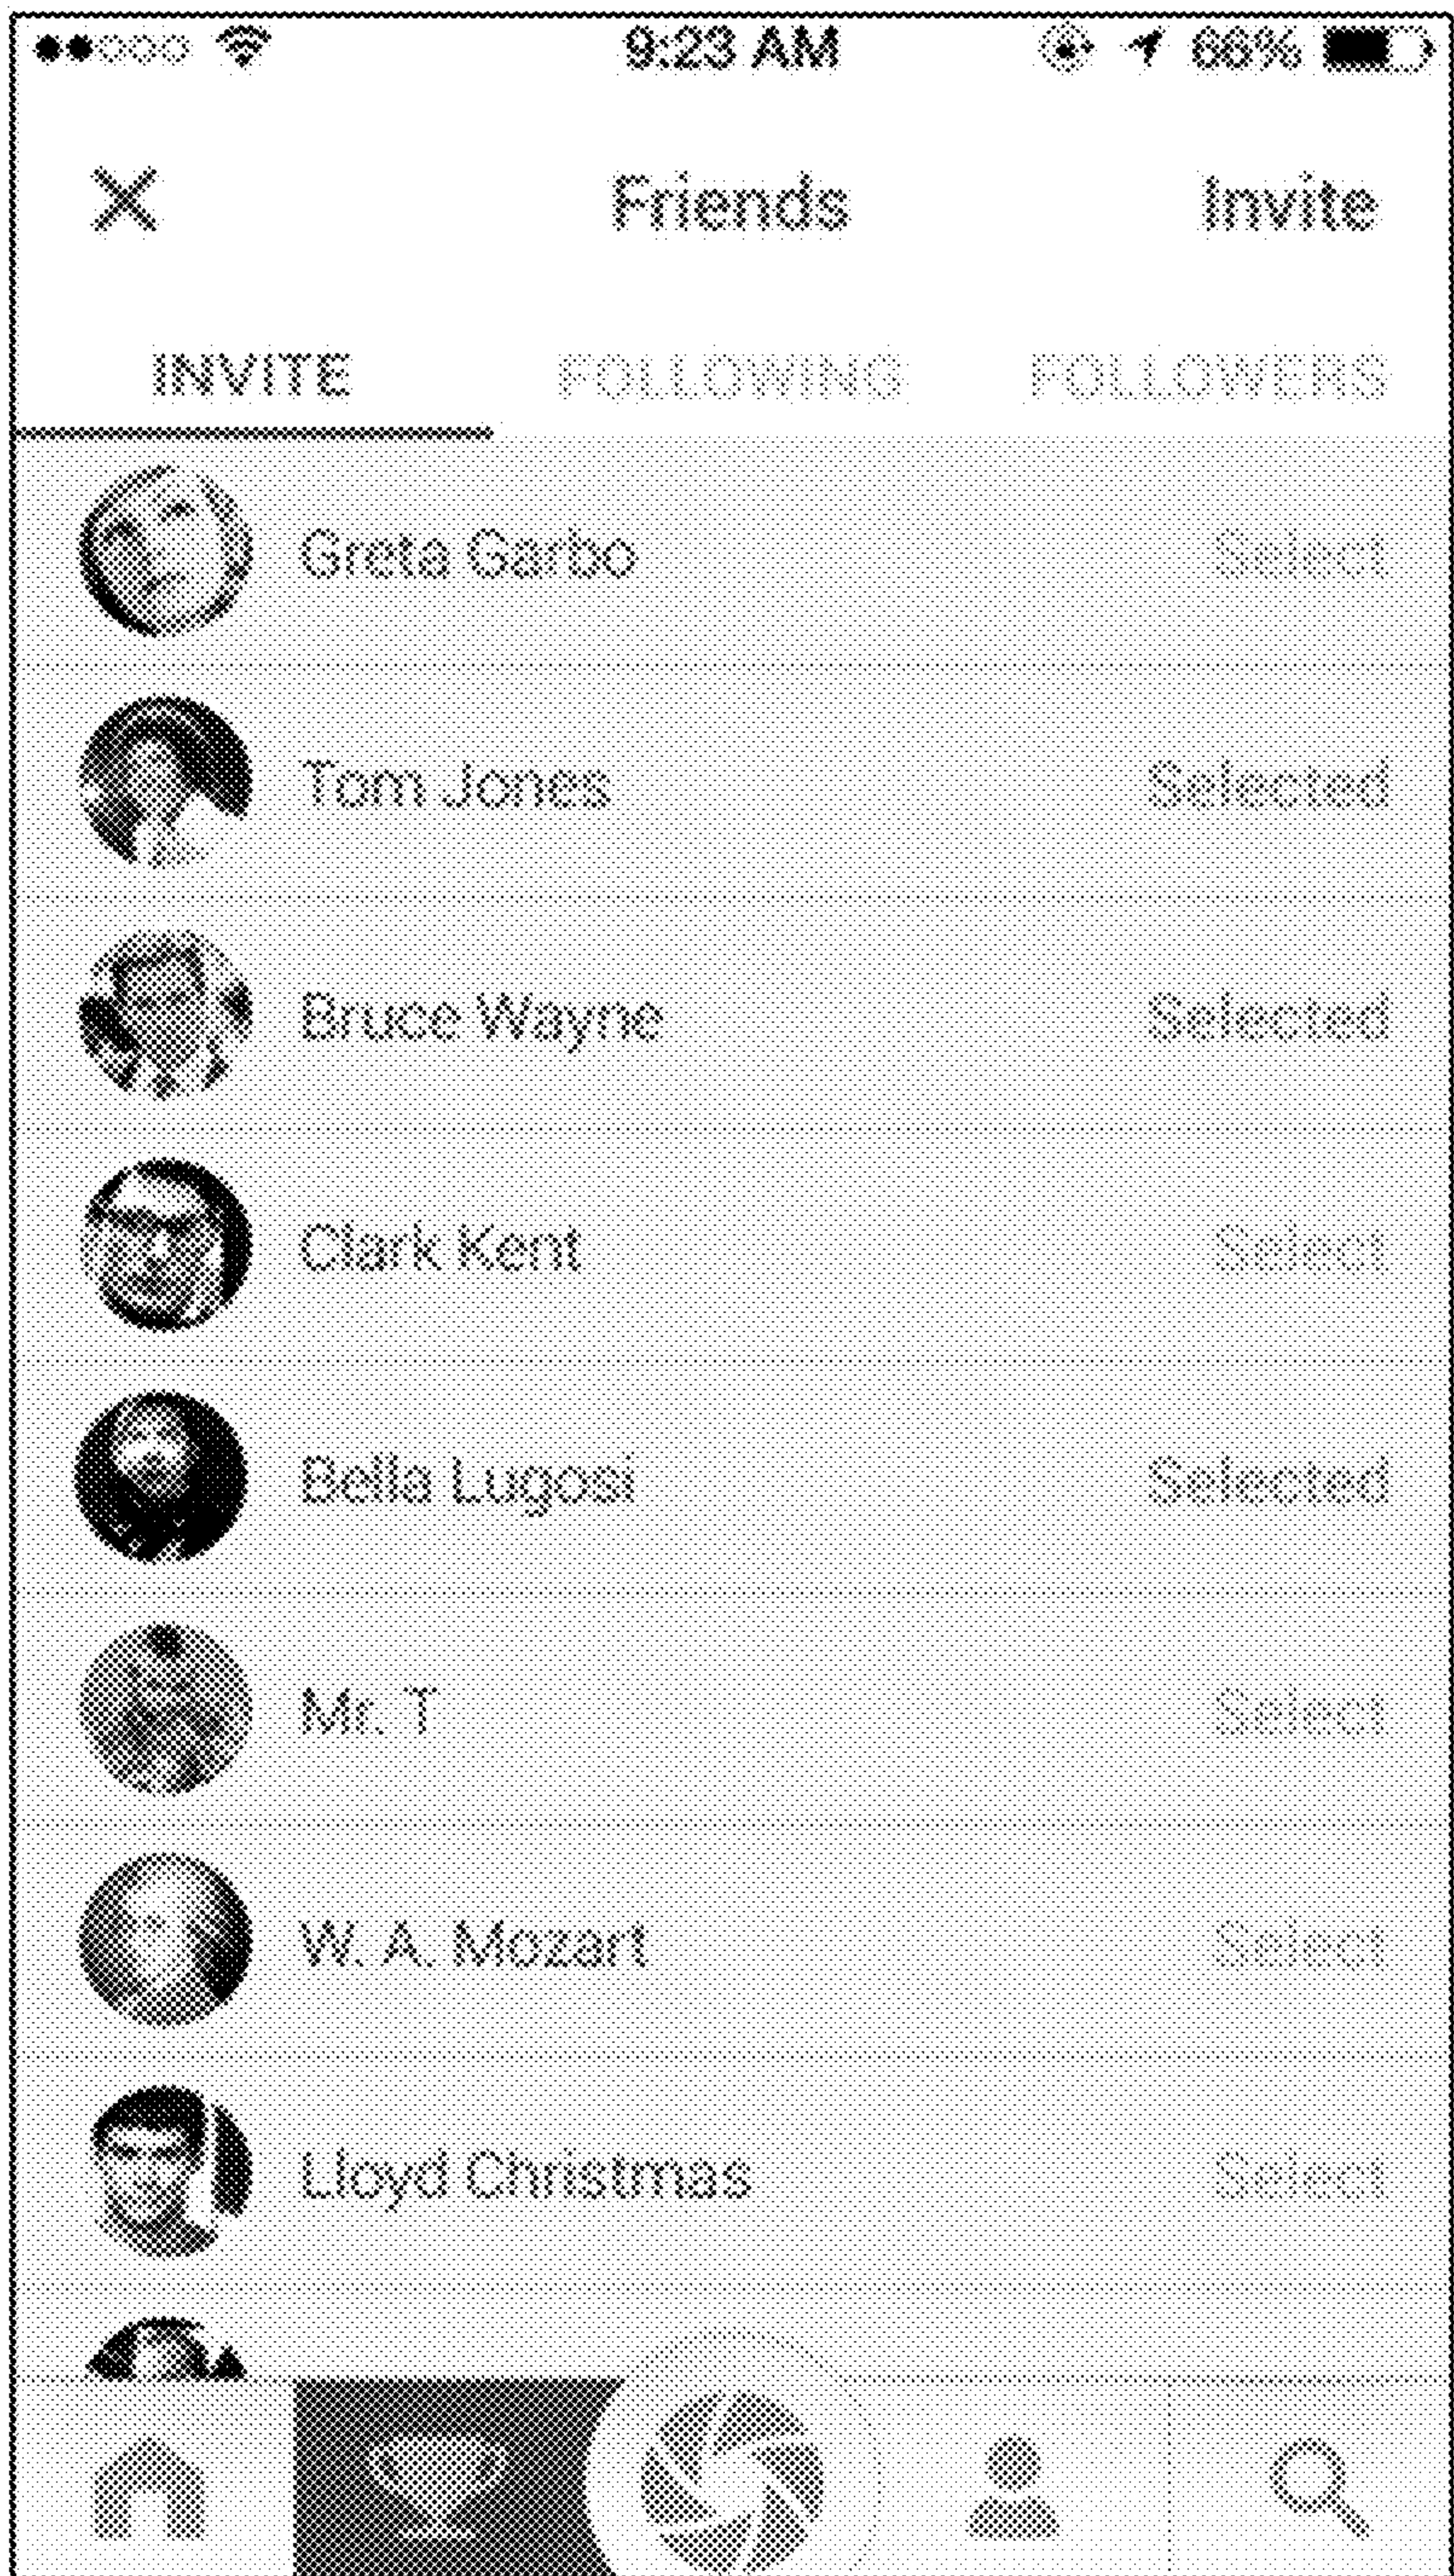 9:23 AM 66%
Friends Invite
INVITE FOLLOWING FOLLOWERS
Greta Garbo Select
Tom Jones Selected
Bruce Wayne Selected
Clark Kent Select
Bella Lugosi Selected
Mr. T Select
W. A. Mozart Select
Lloyd Christmas Select